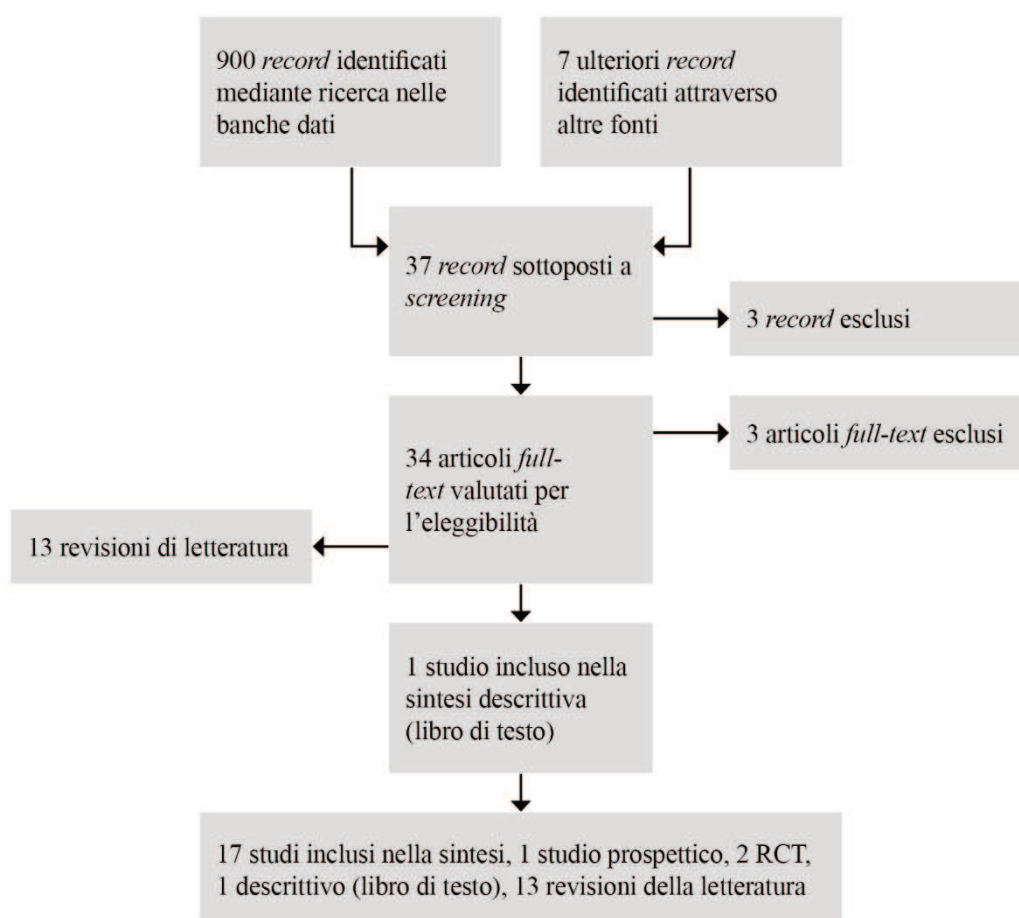 900 record identificati
mediante ricerca nelle
banche dati
7 ulteriori record
identificati attraverso
altre fonti
37 record sottoposti a
screening
3 record esclusi
34 articoli full-
text valutati per
l’eleggibilità
3 articoli full-text esclusi
13 revisioni di letteratura
1 studio incluso nella
sintesi descrittiva
(libro di testo)
17 studi inclusi nella sintesi, 1 studio prospettico, 2 RCT,
1 descrittivo (libro di testo), 13 revisioni della letteratura